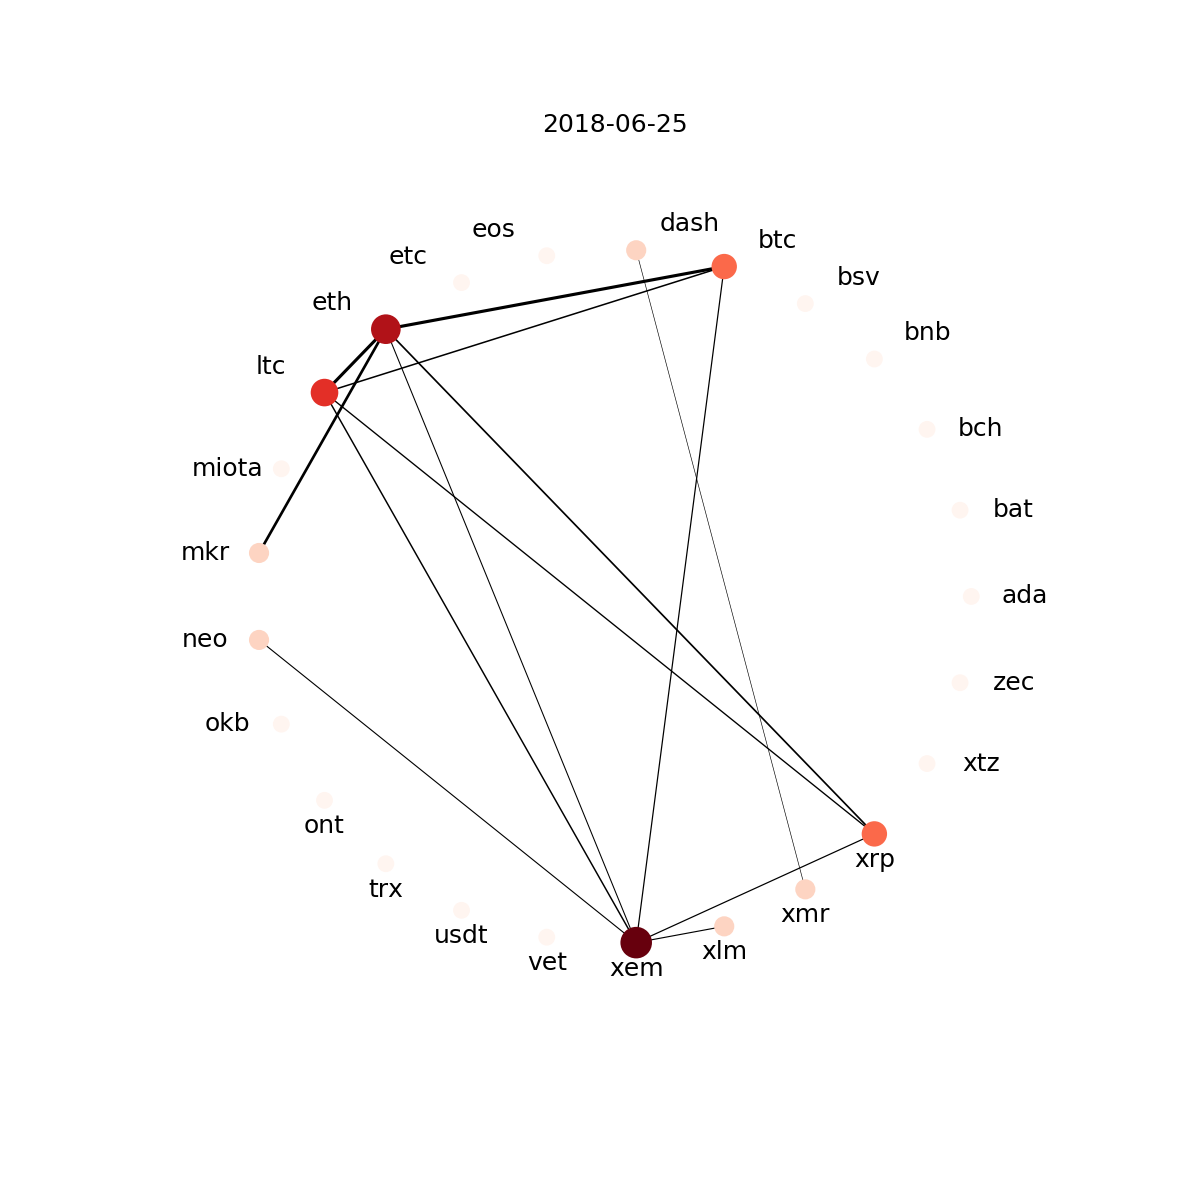 2018-06-25
dash
eos
btc
etc
bsv
eth
bnb
ltc
bch
miota
bat
mkr
ada
neo
zec
okb
xtz
ont
xrp
trx
xmr
usdt
xlm
vet
xem